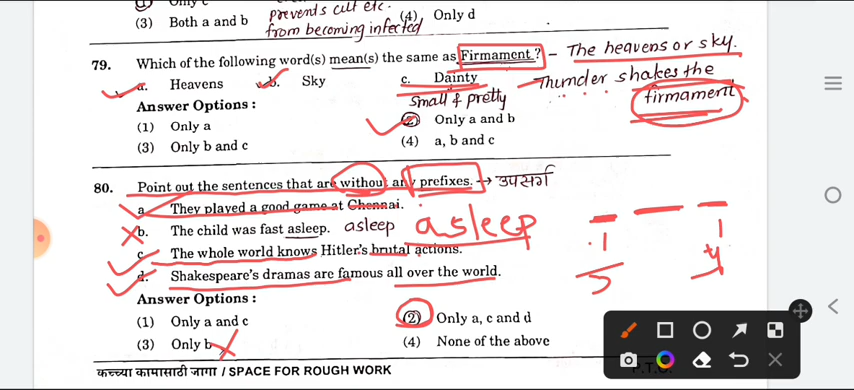 (1) Only c
(3) Both a and b prevents cut etc. (4) Only d
from becoming infected
79. Which of the following word(s) mean(s) the same as Firmament ? – The heavens or sky.
a. Heavens b. Sky c. Dainty Thunder shakes the
Small & pretty firmament.
Answer Options :
(1) Only a (2) Only a and b
(3) Only b and c (4) a, b and c
80. Point out the sentences that are without any prefixes. → उपसर्ग
a. They played a good game at Chennai.
b. The child was fast asleep. asleep asleep
c. The whole world knows Hitler's brutal actions.
d. Shakespeare's dramas are famous all over the world.
Answer Options :
(1) Only a and c (2) Only a, c and d
(3) Only b (4) None of the above
कच्च्या कामासाठी जागा / SPACE FOR ROUGH WORK P.T.O.